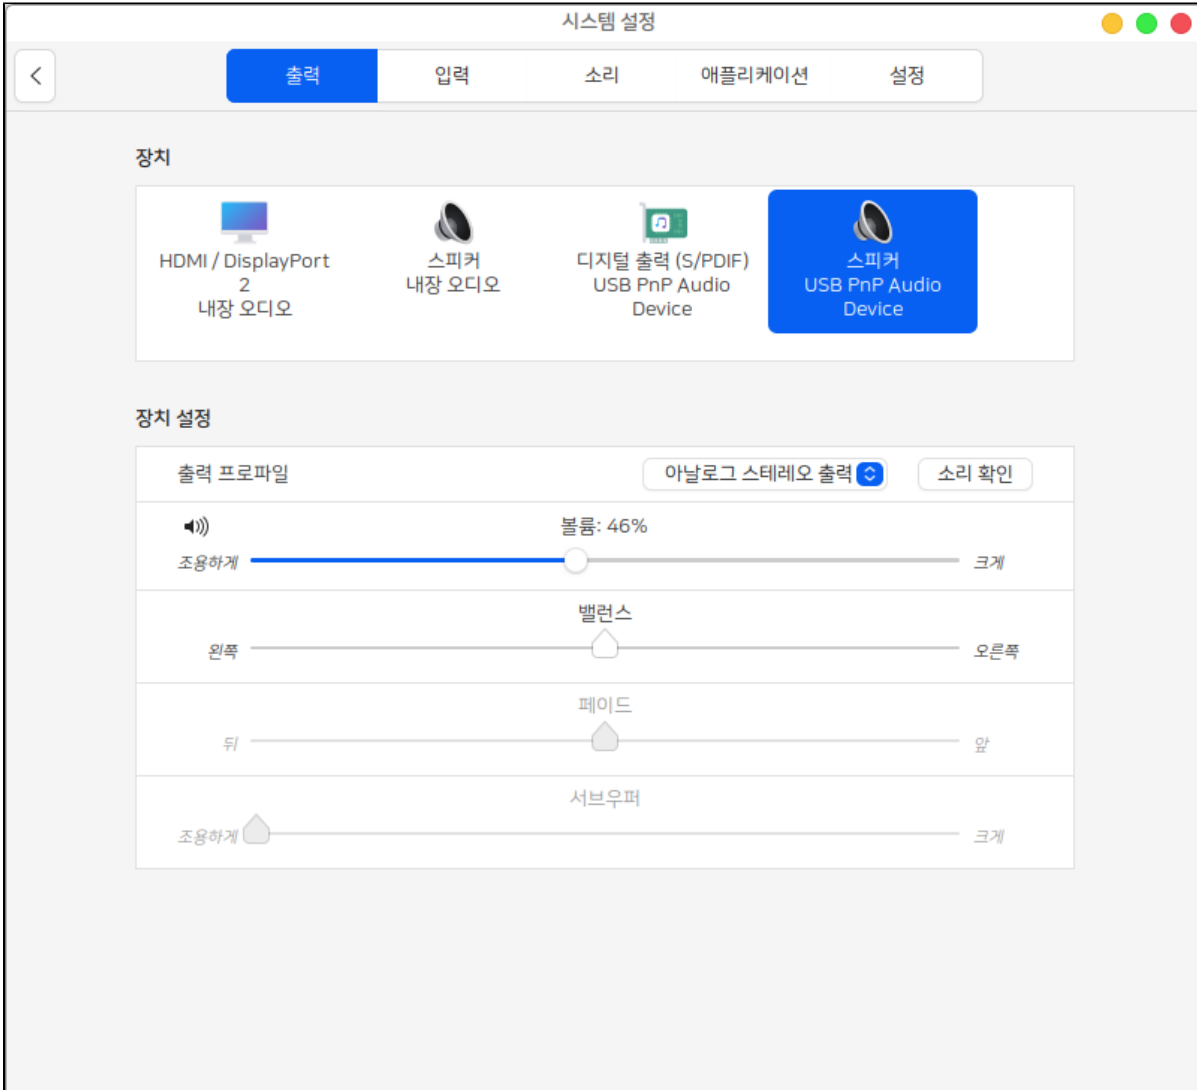 시스템 설정
출력 입력 소리 애플리케이션 설정
장치
HDMI / DisplayPort
2
내장 오디오
스피커
내장 오디오
디지털 출력 (S/PDIF)
USB PnP Audio
Device
스피커
USB PnP Audio
Device
장치 설정
출력 프로파일 아날로그 스테레오 출력 소리 확인
볼륨: 46%
조용하게 크게
밸런스
왼쪽 오른쪽
페이드
뒤 앞
서브우퍼
조용하게 크게